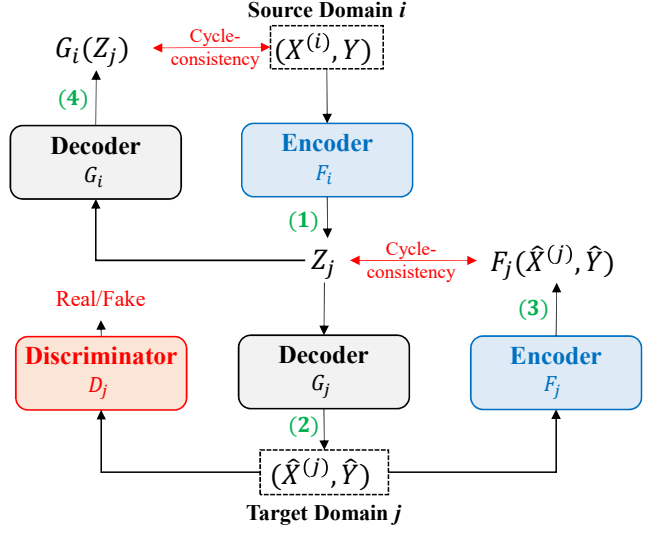 Source Domain i
G_i(Z_j)
Cycle-
consistency
(X^{(i)}, Y)
(4)
Decoder
G_i
Encoder
F_i
(1)
Z_j
Cycle-
consistency
F_j(X̂^{(j)}, Ŷ)
Real/Fake
(3)
Discriminator
D_j
Decoder
G_j
Encoder
F_j
(2)
(X̂^{(j)}, Ŷ)
Target Domain j